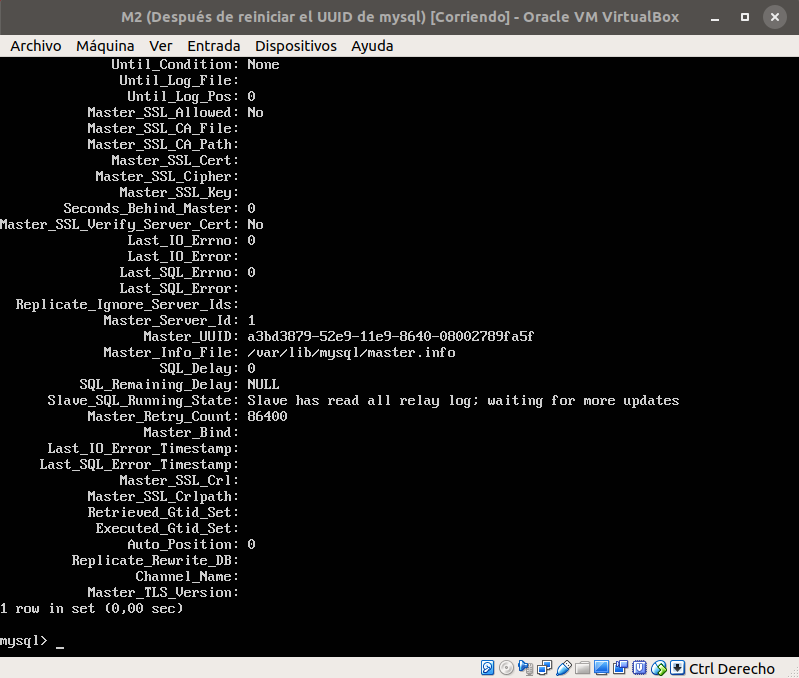 M2 (Después de reiniciar el UUID de mysql) [Corriendo] - Oracle VM VirtualBox
Archivo Máquina Ver Entrada Dispositivos Ayuda
Until_Condition: None
Until_Log_File:
Until_Log_Pos: 0
Master_SSL_Allowed: No
Master_SSL_CA_File:
Master_SSL_CA_Path:
Master_SSL_Cert:
Master_SSL_Cipher:
Master_SSL_Key:
Seconds_Behind_Master: 0
Master_SSL_Verify_Server_Cert: No
Last_IO_Errno: 0
Last_IO_Error:
Last_SQL_Errno: 0
Last_SQL_Error:
Replicate_Ignore_Server_Ids:
Master_Server_Id: 1
Master_UUID: a3bd3879-52e9-11e9-8640-08002789fa5f
Master_Info_File: /var/lib/mysql/master.info
SQL_Delay: 0
SQL_Remaining_Delay: NULL
Slave_SQL_Running_State: Slave has read all relay log; waiting for more updates
Master_Retry_Count: 86400
Master_Bind:
Last_IO_Error_Timestamp:
Last_SQL_Error_Timestamp:
Master_SSL_Crl:
Master_SSL_Crlpath:
Retrieved_Gtid_Set:
Executed_Gtid_Set:
Auto_Position: 0
Replicate_Rewrite_DB:
Channel_Name:
Master_TLS_Version:
1 row in set (0,00 sec)
mysql> _
Ctrl Derecho